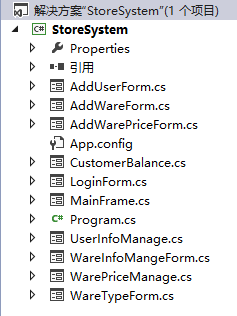 解决方案"StoreSystem"(1 个项目)
C# StoreSystem
Properties
引用
AddUserForm.cs
AddWareForm.cs
AddWarePriceForm.cs
App.config
CustomerBalance.cs
LoginForm.cs
MainFrame.cs
C# Program.cs
UserInfoManage.cs
WareInfoMangeForm.cs
WarePriceManage.cs
WareTypeForm.cs